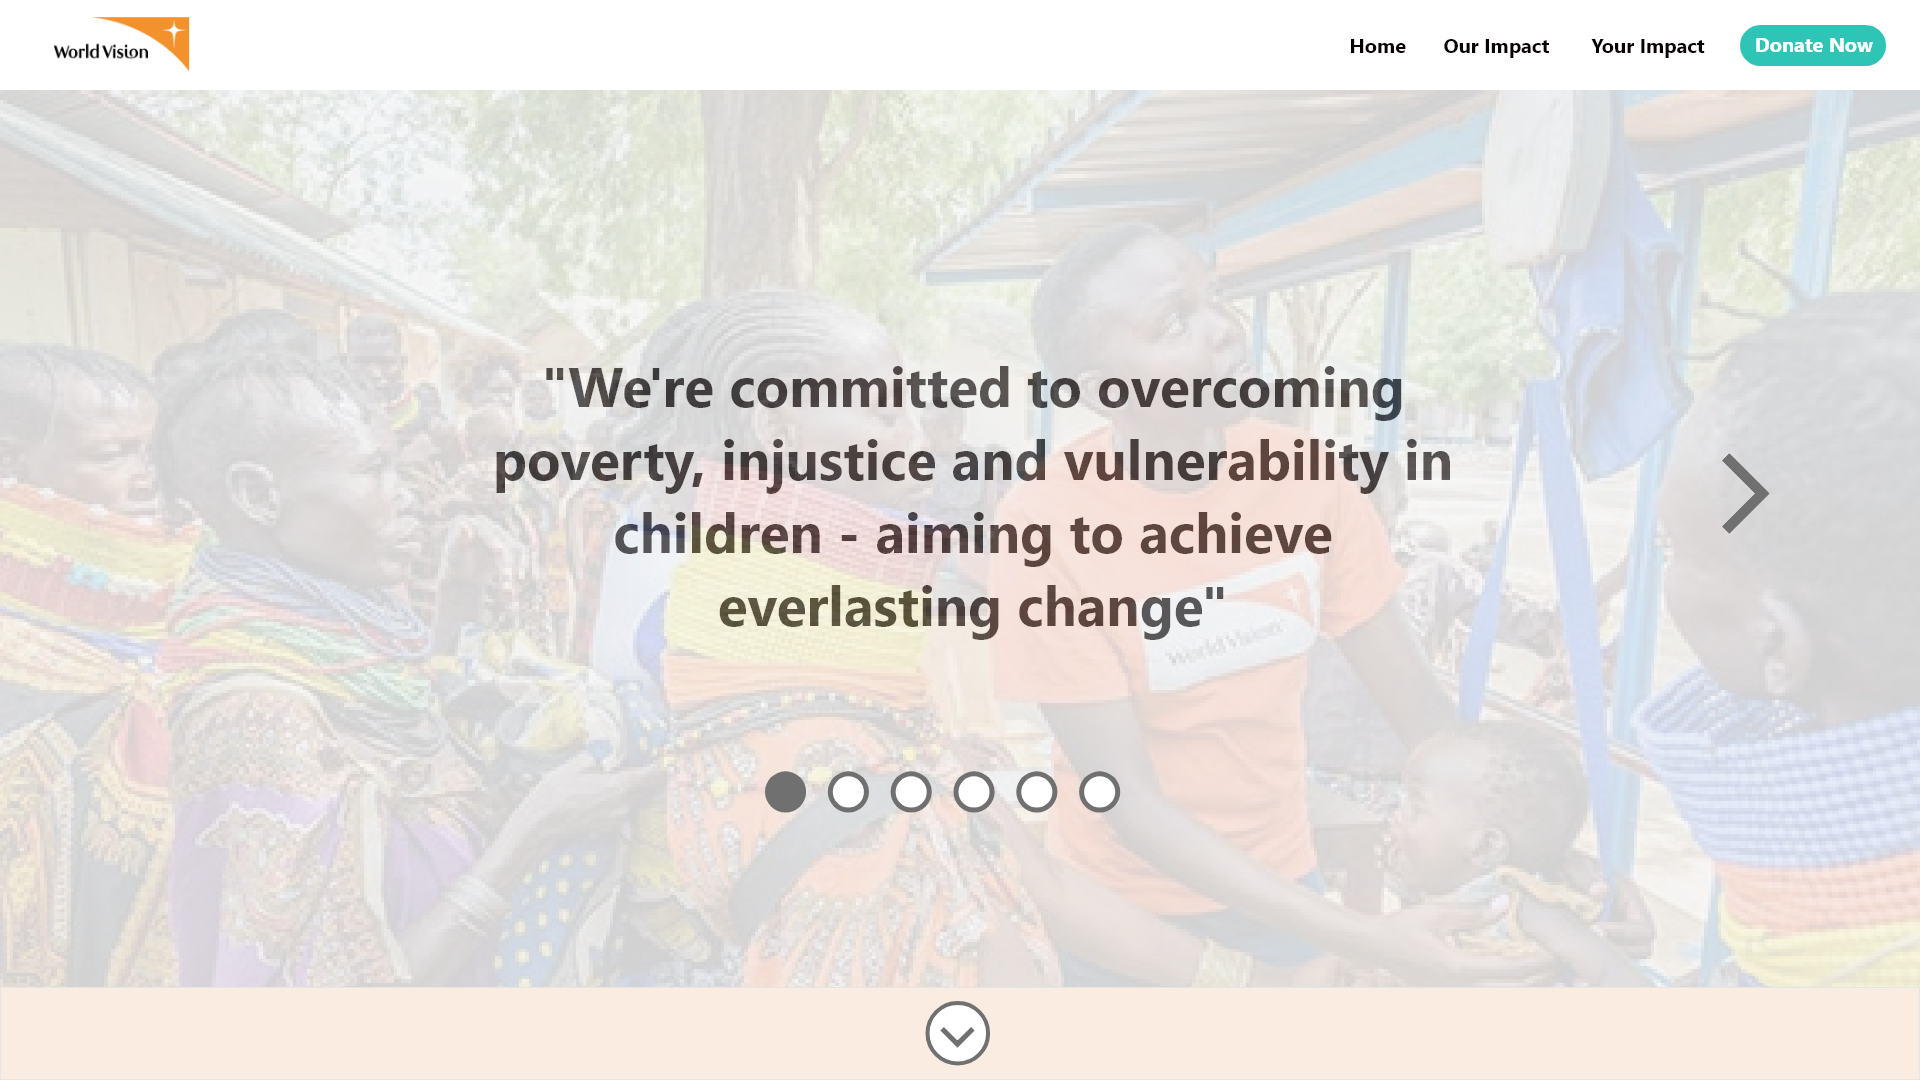 World Vision
Home Our Impact Your Impact Donate Now
"We're committed to overcoming
poverty, injustice and vulnerability in
children - aiming to achieve
everlasting change"
World Vision